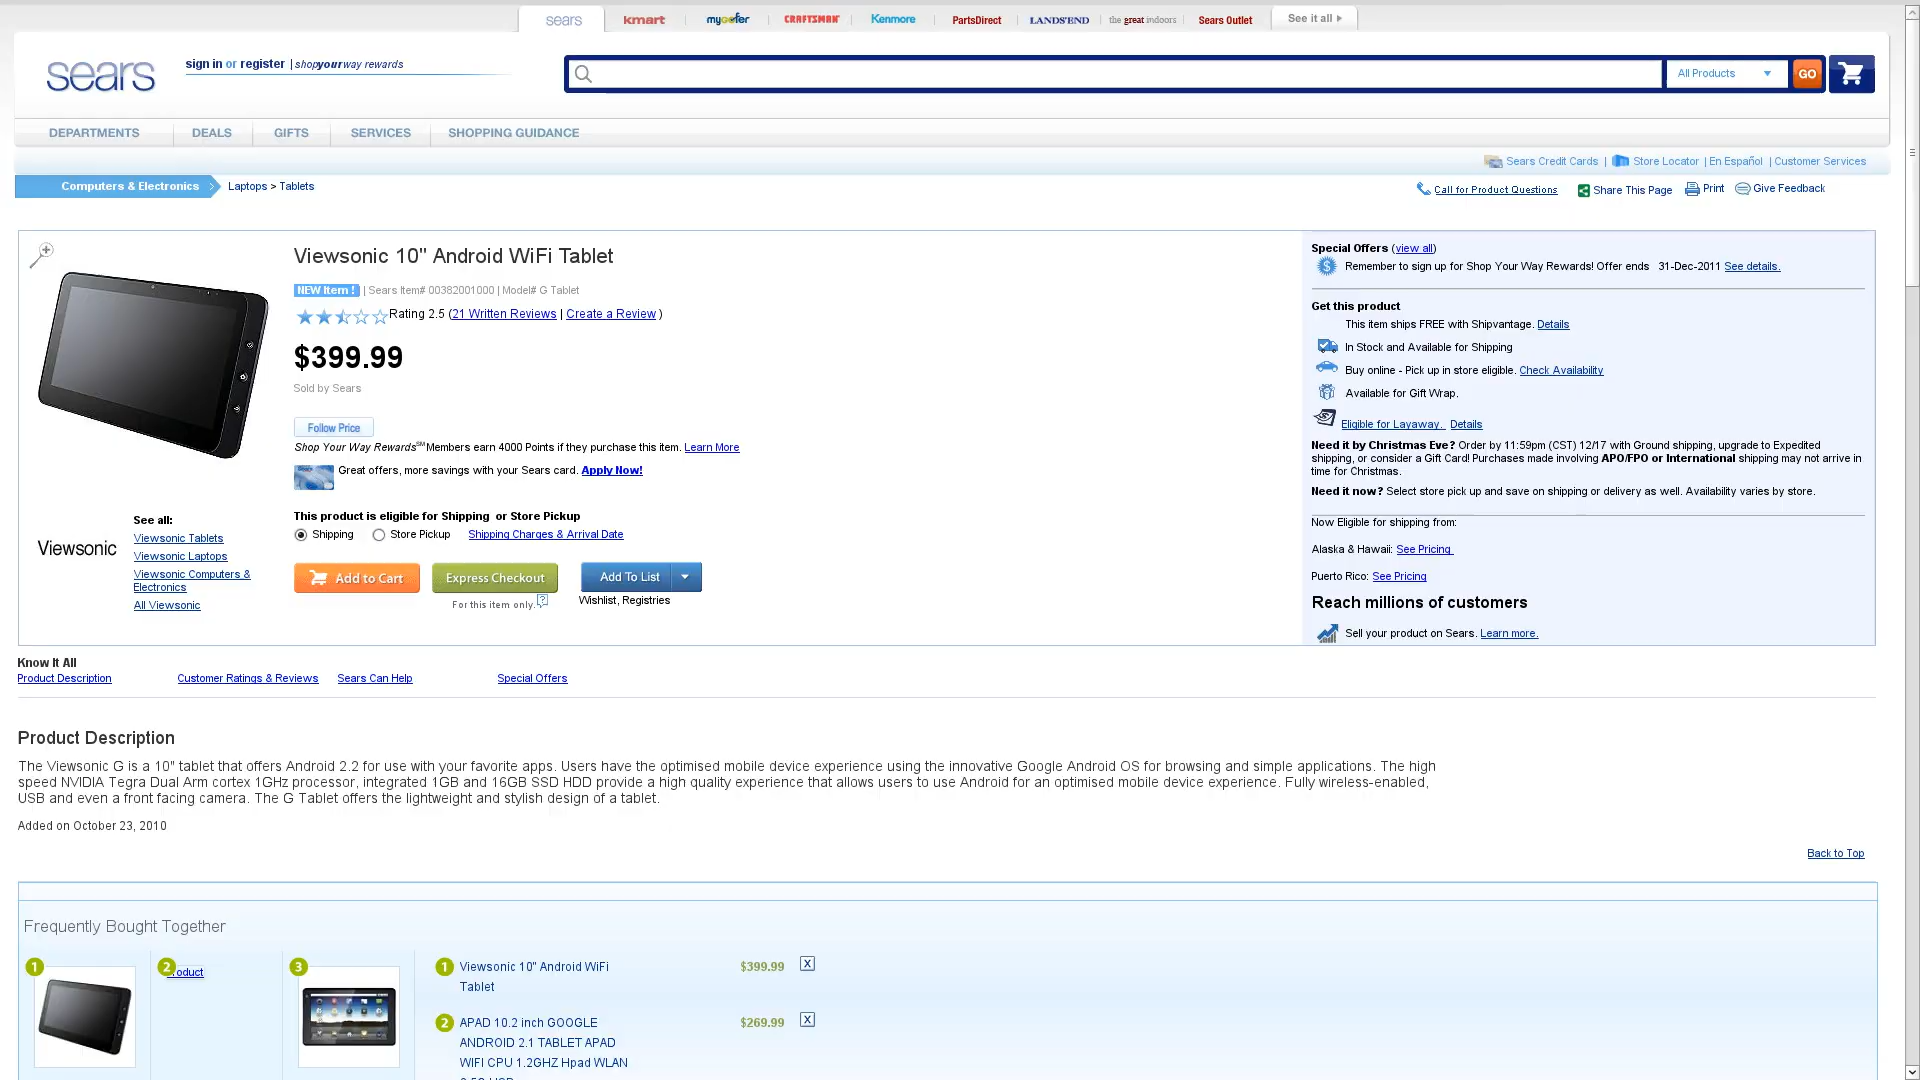 sears
kmart
mygofer
CRAFTSMAN
Kenmore
PartsDirect
LANDS'END
the great indoors
Sears Outlet
See it all
sears
sign in or register | shopyourway rewards
All Products
GO
DEPARTMENTS
DEALS
GIFTS
SERVICES
SHOPPING GUIDANCE
Sears Credit Cards | Store Locator | En Español | Customer Services
Computers & Electronics
Laptops > Tablets
Call for Product Questions
Share This Page
Print
Give Feedback
Viewsonic 10" Android WiFi Tablet
NEW Item ! | Sears Item# 00382001000 | Model# G Tablet
Rating 2.5 (21 Written Reviews | Create a Review )
$399.99
Sold by Sears
Follow Price
Shop Your Way Rewards℠ Members earn 4000 Points if they purchase this item. Learn More
Great offers, more savings with your Sears card. Apply Now!
This product is eligible for Shipping or Store Pickup
Shipping
Store Pickup
Shipping Charges & Arrival Date
Add to Cart
Express Checkout
Add To List
For this item only.
?
Wishlist, Registries
Viewsonic
See all:
Viewsonic Tablets
Viewsonic Laptops
Viewsonic Computers &
Electronics
All Viewsonic
Special Offers (view all)
Remember to sign up for Shop Your Way Rewards! Offer ends 31-Dec-2011 See details.
Get this product
This item ships FREE with Shipvantage. Details
In Stock and Available for Shipping
Buy online - Pick up in store eligible. Check Availability
Available for Gift Wrap.
Eligible for Layaway. Details
Need it by Christmas Eve? Order by 11:59pm (CST) 12/17 with Ground shipping, upgrade to Expedited
shipping, or consider a Gift Card! Purchases made involving APO/FPO or International shipping may not arrive in
time for Christmas.
Need it now? Select store pick up and save on shipping or delivery as well. Availability varies by store.
Now Eligible for shipping from:
Alaska & Hawaii: See Pricing
Puerto Rico: See Pricing
Reach millions of customers
Sell your product on Sears. Learn more.
Know It All
Product Description
Customer Ratings & Reviews
Sears Can Help
Special Offers
Product Description
The Viewsonic G is a 10" tablet that offers Android 2.2 for use with your favorite apps. Users have the optimised mobile device experience using the innovative Google Android OS for browsing and simple applications. The high
speed NVIDIA Tegra Dual Arm cortex 1GHz processor, integrated 1GB and 16GB SSD HDD provide a high quality experience that allows users to use Android for an optimised mobile device experience. Fully wireless-enabled,
USB and even a front facing camera. The G Tablet offers the lightweight and stylish design of a tablet.
Added on October 23, 2010
Back to Top
Frequently Bought Together
1
2
oduct
3
1 Viewsonic 10" Android WiFi
Tablet
$399.99
X
2 APAD 10.2 inch GOOGLE
ANDROID 2.1 TABLET APAD
WIFI CPU 1.2GHZ Hpad WLAN
$269.99
X